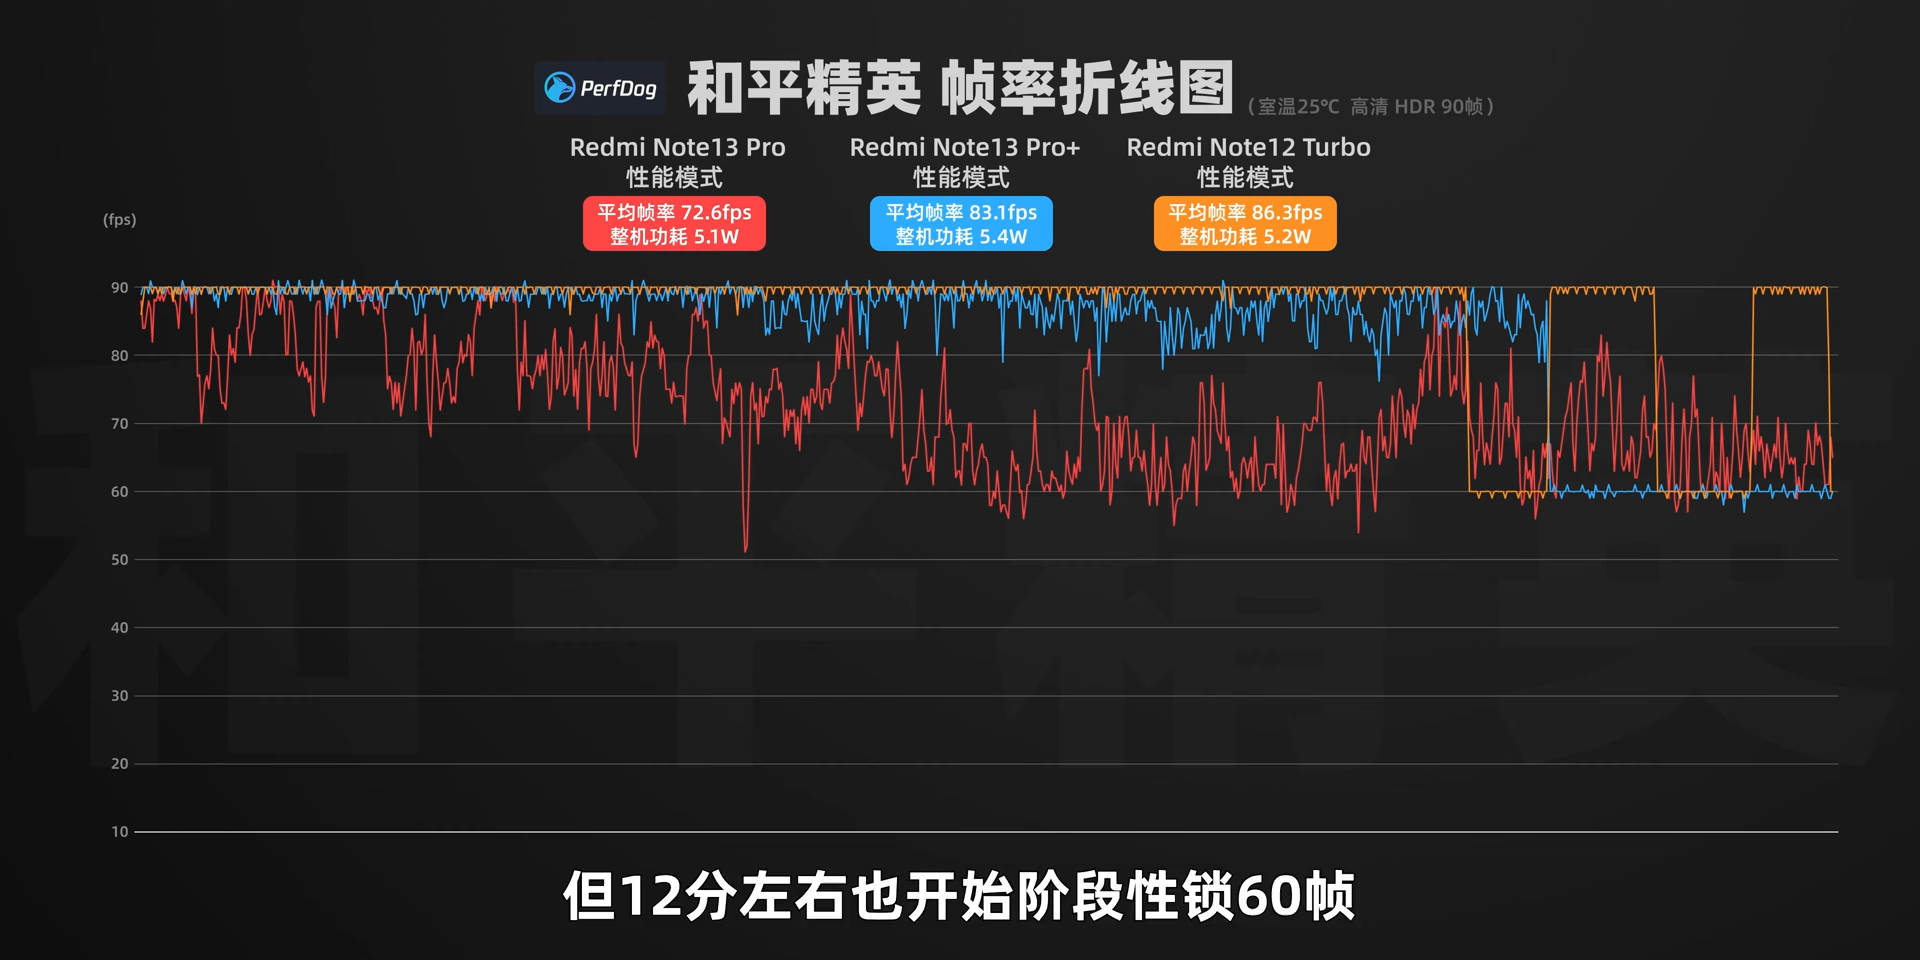 PerfDog
和平精英 帧率折线图
(室温25℃ 高清 HDR 90帧)
Redmi Note13 Pro
性能模式
平均帧率 72.6fps
整机功耗 5.1W
Redmi Note13 Pro+
性能模式
平均帧率 83.1fps
整机功耗 5.4W
Redmi Note12 Turbo
性能模式
平均帧率 86.3fps
整机功耗 5.2W
(fps)
90
80
70
60
50
40
30
20
10
和平精英
但12分左右也开始阶段性锁60帧